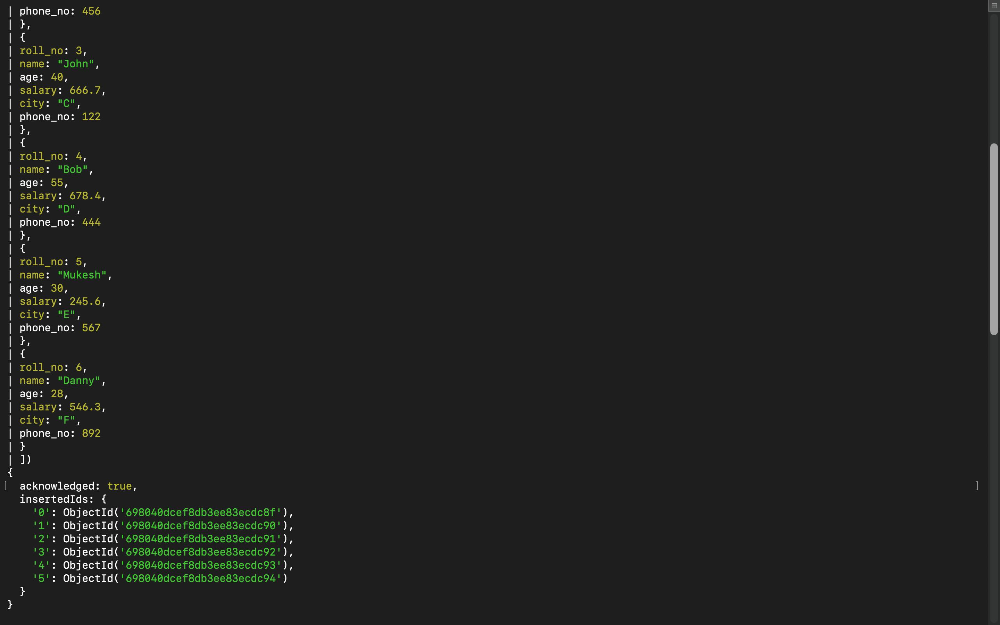 | phone_no: 456
| },
| {
| roll_no: 3,
| name: "John",
| age: 40,
| salary: 666.7,
| city: "C",
| phone_no: 122
| },
| {
| roll_no: 4,
| name: "Bob",
| age: 55,
| salary: 678.4,
| city: "D",
| phone_no: 444
| },
| {
| roll_no: 5,
| name: "Mukesh",
| age: 30,
| salary: 245.6,
| city: "E",
| phone_no: 567
| },
| {
| roll_no: 6,
| name: "Danny",
| age: 28,
| salary: 546.3,
| city: "F",
| phone_no: 892
| }
| ])
{
[ acknowledged: true, ]
  insertedIds: {
    '0': ObjectId('698040dcef8db3ee83ecdc8f'),
    '1': ObjectId('698040dcef8db3ee83ecdc90'),
    '2': ObjectId('698040dcef8db3ee83ecdc91'),
    '3': ObjectId('698040dcef8db3ee83ecdc92'),
    '4': ObjectId('698040dcef8db3ee83ecdc93'),
    '5': ObjectId('698040dcef8db3ee83ecdc94')
  }
}